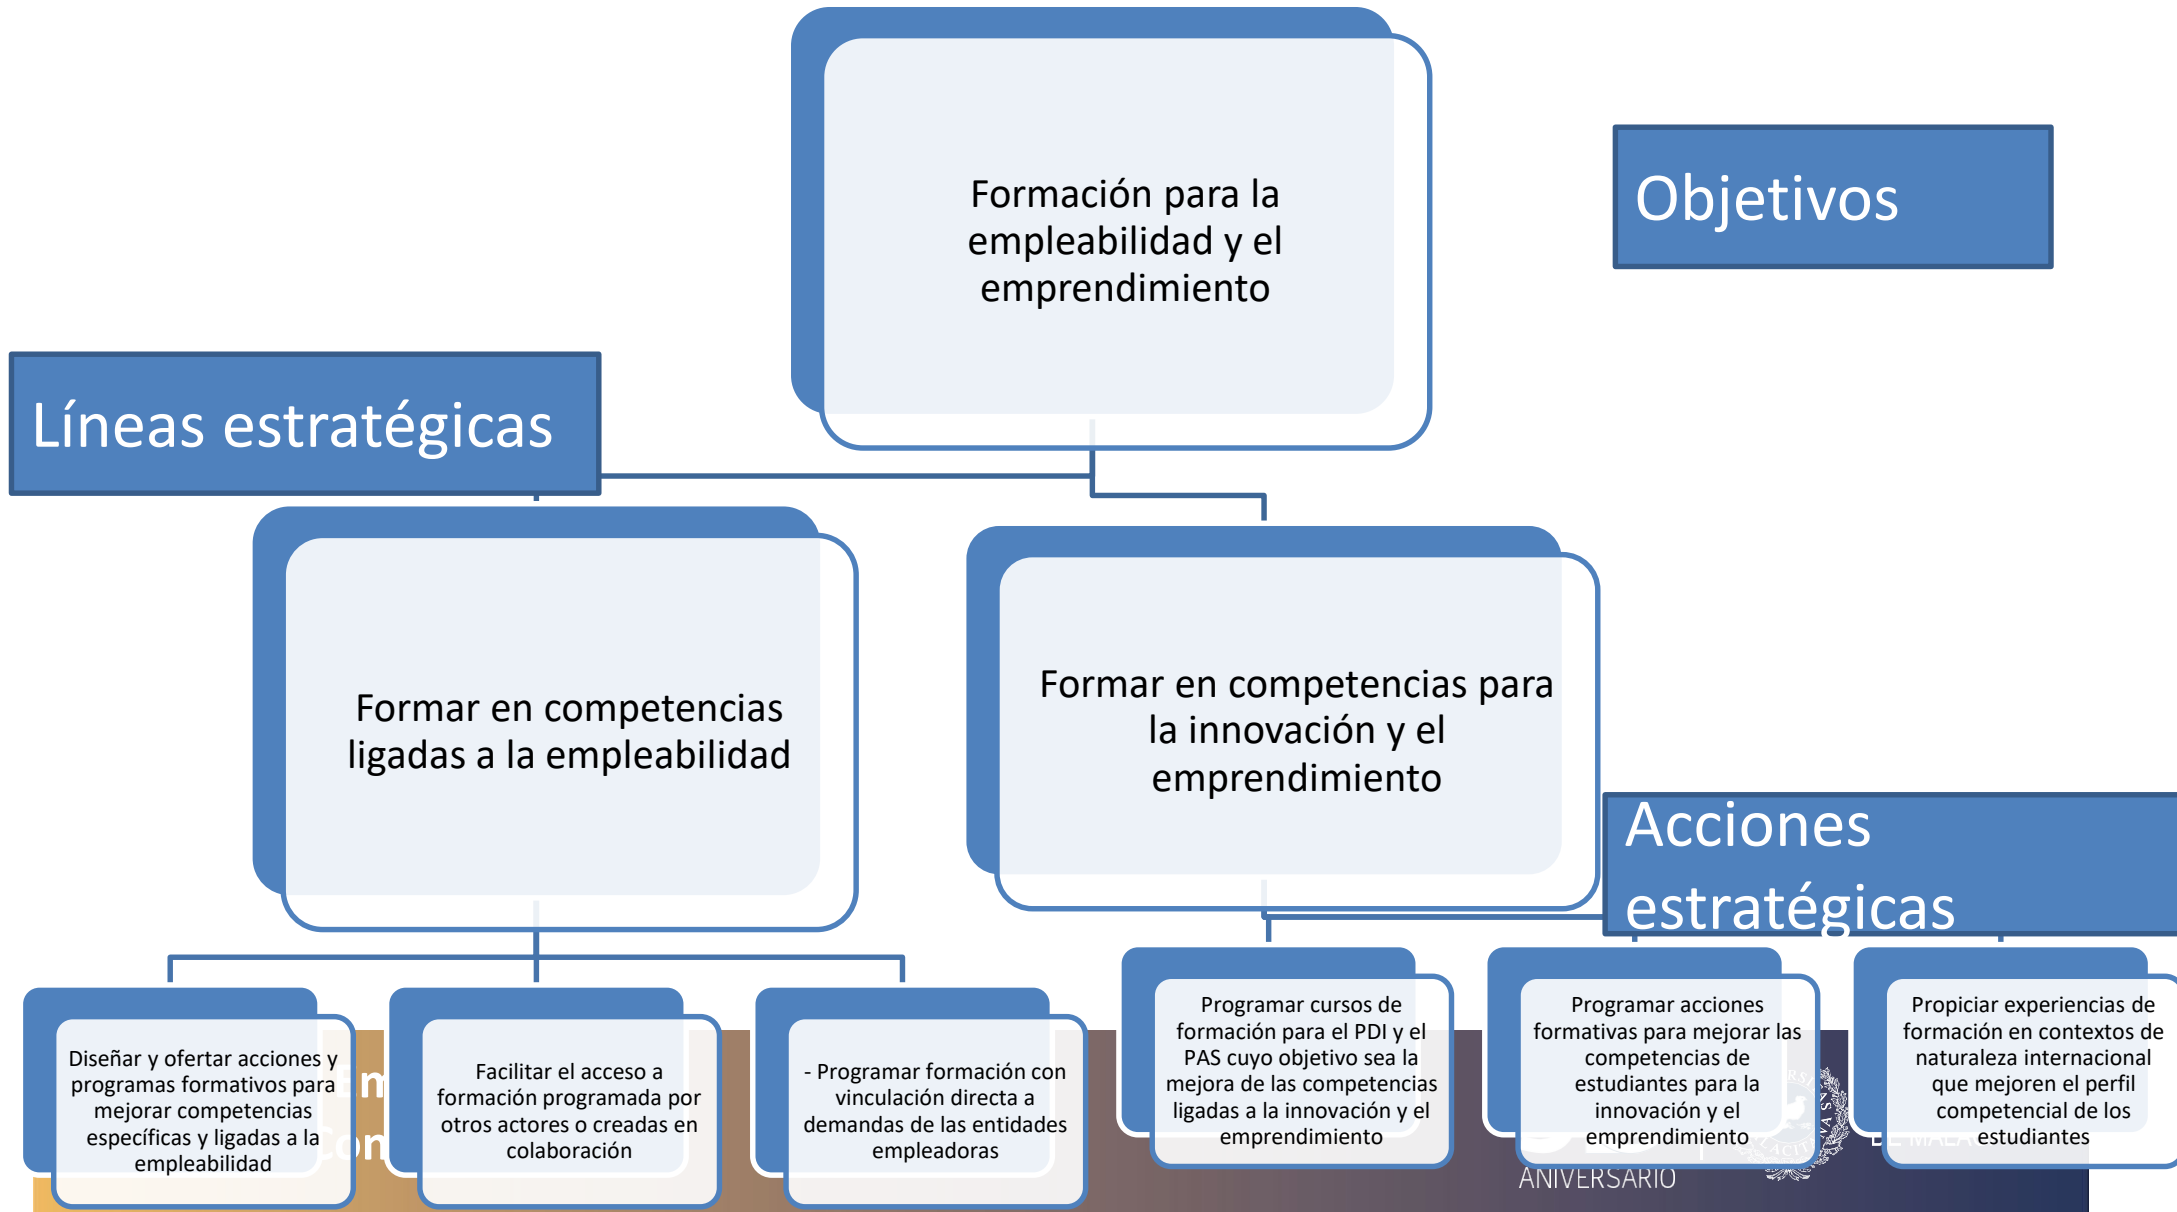 Formación para la
empleabilidad y el
emprendimiento
Objetivos
Líneas estratégicas
Formar en competencias
ligadas a la empleabilidad
Formar en competencias para
la innovación y el
emprendimiento
Acciones
estratégicas
Diseñar y ofertar acciones y
programas formativos para
mejorar competencias
específicas y ligadas a la
empleabilidad
Facilitar el acceso a
formación programada por
otros actores o creadas en
colaboración
- Programar formación con
vinculación directa a
demandas de las entidades
empleadoras
Programar cursos de
formación para el PDI y el
PAS cuyo objetivo sea la
mejora de las competencias
ligadas a la innovación y el
emprendimiento
Programar acciones
formativas para mejorar las
competencias de
estudiantes para la
innovación y el
emprendimiento
Propiciar experiencias de
formación en contextos de
naturaleza internacional
que mejoren el perfil
competencial de los
estudiantes
ANIVERSARIO